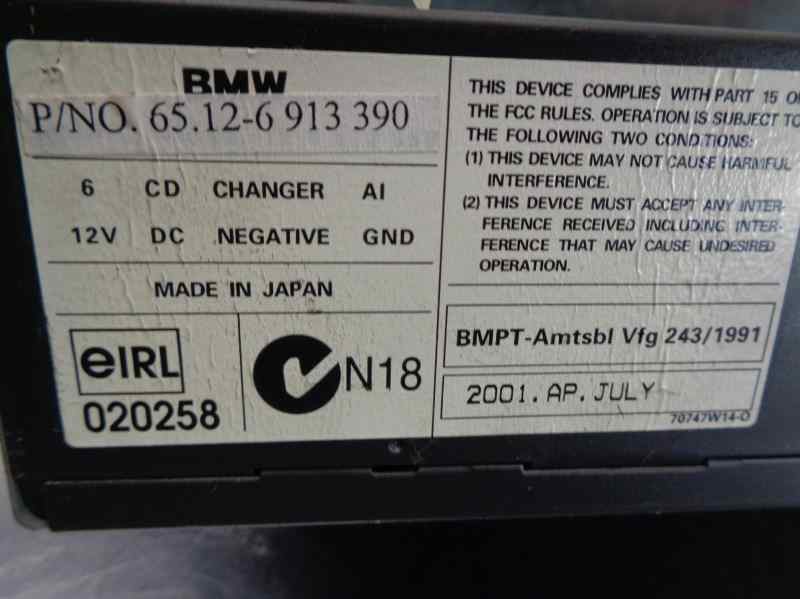 BMW
P/NO. 65.12-6 913 390
6 CD CHANGER AI
12V DC NEGATIVE GND
MADE IN JAPAN
eIRL
020258
N18
THIS DEVICE COMPLIES WITH PART 15
THE FCC RULES. OPERATION IS SUBJECT TO
THE FOLLOWING TWO CONDITIONS:
(1) THIS DEVICE MAY NOT CAUSE HARMFUL
INTERFERENCE.
(2) THIS DEVICE MUST ACCEPT ANY INTER-
FERENCE RECEIVED INCLUDING INTER-
FERENCE THAT MAY CAUSE UNDESIRED
OPERATION.
BMPT-Amtsbl Vfg 243/1991
2001. AP. JULY
70747W14-0